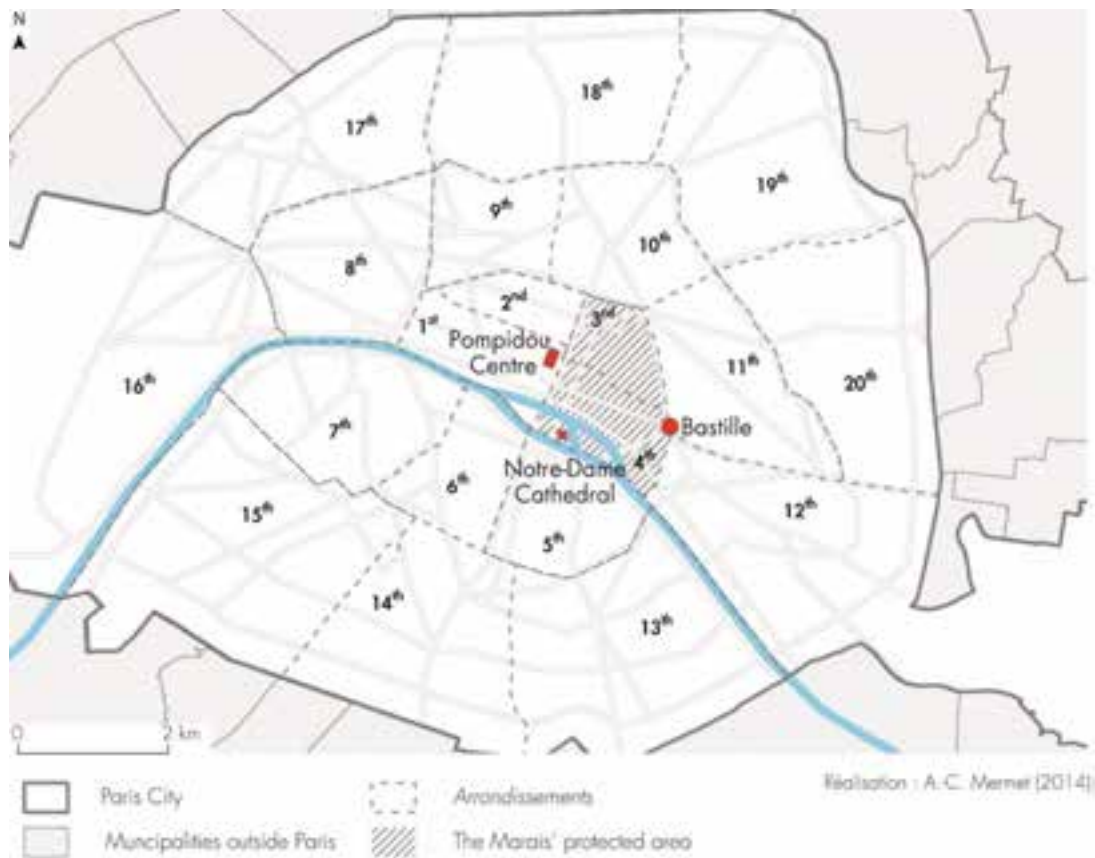 N
18th
17th
19th
9th
10th
8th
2nd
3nd
1st
Pompidou
Centre
11th
20th
16th
7th
Bastille
4th
Notre-Dame
Cathedral
6th
15th
12th
5th
14th
13th
0 2 km
Réalisation : A.-C. Mermet (2014)
Paris City
Arrondissements
Muncipalities outside Paris
The Marais' protected area